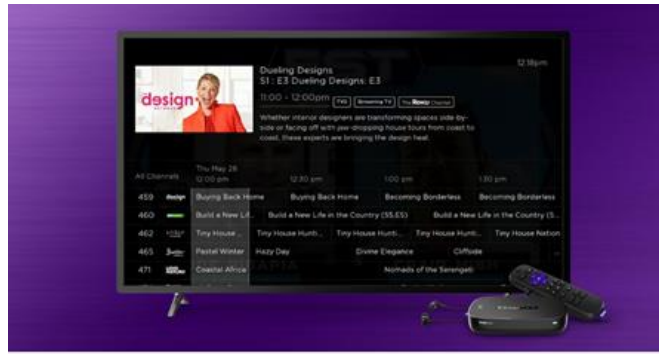 12:18pm
Dueling Designs
S1 : E3 Dueling Designs: E3
11:00 - 12:00pm TVG Streaming TV The Roku Channel
design
Whether interior designers are transforming spaces side-by-
side or facing off with jaw-dropping house tours from coast to
coast, these experts are bringing the design heat.
Thu May 28
All Channels 12:00 pm 12:30 pm 1:00 pm 1:30 pm
459 design Buying Back Home Buying Back Home Becoming Borderless Becoming Borderless
460 Build a New Lif... Build a New Life in the Country (S5,E5) Build a New Life in the Country (S...
462 Tiny House ... Tiny House Hunti... Tiny House Hunti... Tiny House Hunti... Tiny House Nation
465 Pastel Winter Hazy Day Divine Elegance Cliffside
471 Coastal Africa Nomads of the Serengeti